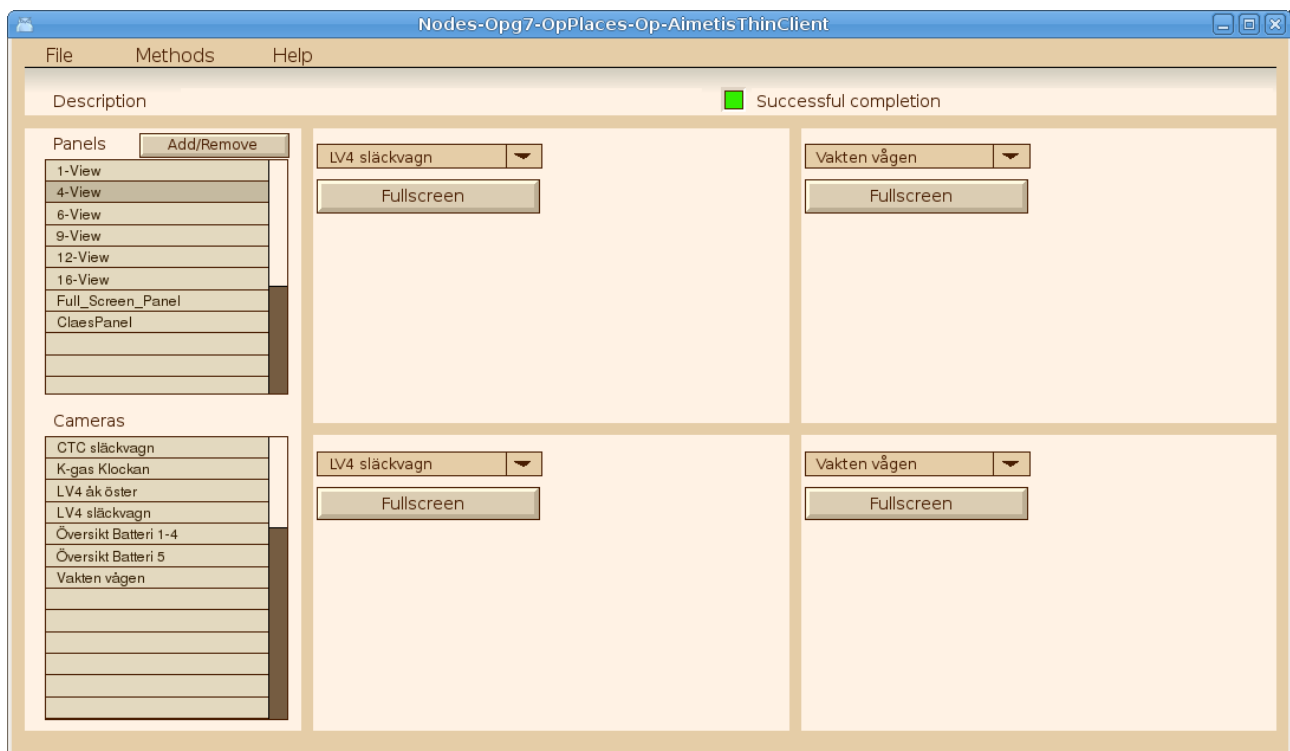 Nodes-Opg7-OpPlaces-Op-AimetisThinClient
File Methods Help
Description
Successful completion
Panels
Add/Remove
1-View
4-View
6-View
9-View
12-View
16-View
Full_Screen_Panel
ClaesPanel
Cameras
CTC släckvagn
K-gas Klockan
LV4 åk öster
LV4 släckvagn
Översikt Batteri 1-4
Översikt Batteri 5
Vakten vågen
LV4 släckvagn
Fullscreen
Vakten vågen
Fullscreen
LV4 släckvagn
Fullscreen
Vakten vågen
Fullscreen